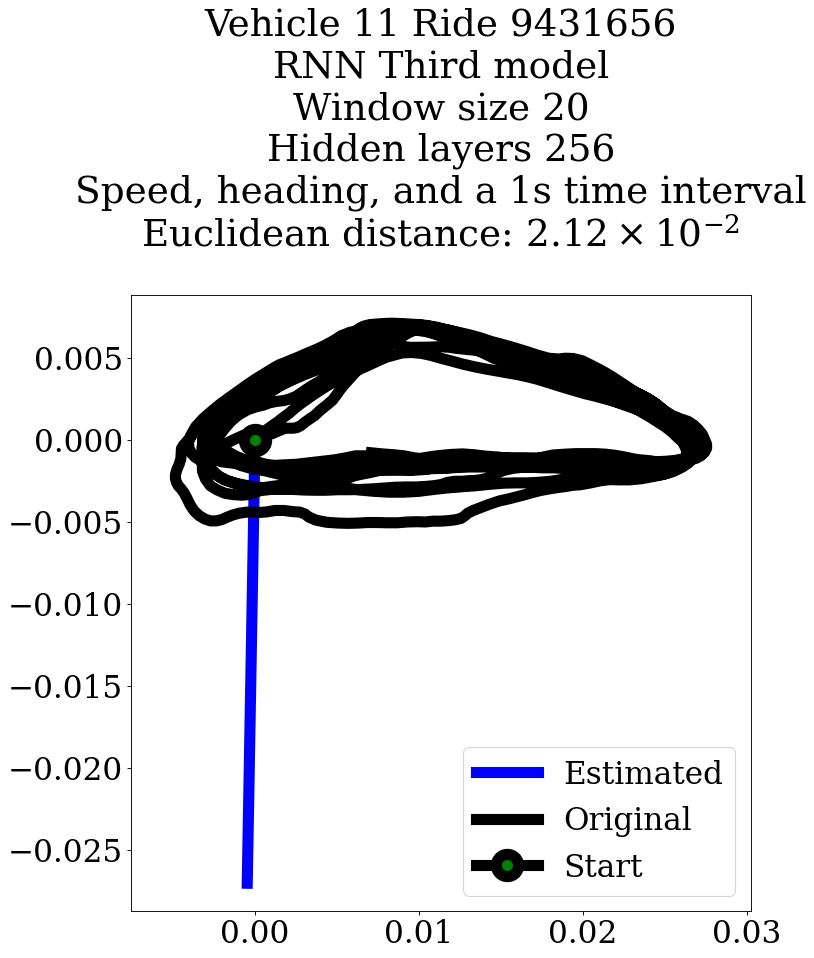 Vehicle 11 Ride 9431656
RNN Third model
Window size 20
Hidden layers 256
Speed, heading, and a 1s time interval
Euclidean distance: 2.12 × 10⁻²
0.005
0.000
−0.005
−0.010
−0.015
−0.020
−0.025
Estimated
Original
Start
0.00 0.01 0.02 0.03